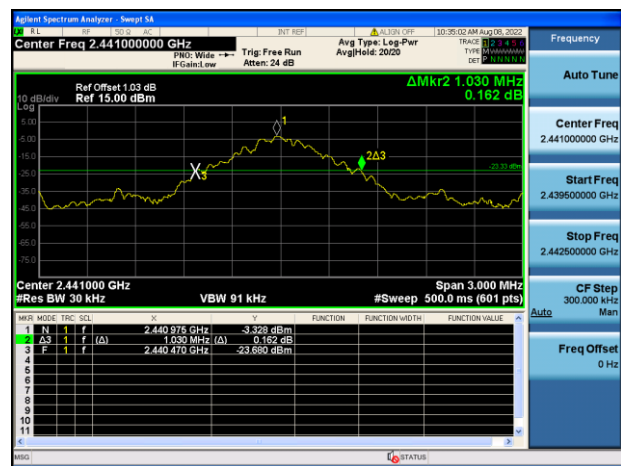 Agilent Spectrum Analyzer - Swept SA
RL RF 50 Ω AC INT REF ALIGN OFF 10:35:02 AM Aug 08, 2022
Center Freq 2.441000000 GHz
PNO: Wide
IFGain:Low
Trig: Free Run
Atten: 24 dB
Avg Type: Log-Pwr
Avg|Hold: 20/20
TRACE 1 2 3 4 5 6
TYPE M
DET P N N N N N
Frequency
Auto Tune
Center Freq
2.441000000 GHz
Start Freq
2.439500000 GHz
Stop Freq
2.442500000 GHz
CF Step
300.000 kHz
Auto Man
Freq Offset
0 Hz
Ref Offset 1.03 dB
Ref 15.00 dBm
ΔMkr2 1.030 MHz
0.162 dB
10 dB/div
Log
5.00
-5.00
-15.0
-25.0
-35.0
-45.0
-55.0
-65.0
-75.0
1
2Δ3
X3
-23.33 dBm
Center 2.441000 GHz
Span 3.000 MHz
#Res BW 30 kHz
VBW 91 kHz
#Sweep 500.0 ms (601 pts)
MKR MODE TRC SCL X Y FUNCTION FUNCTION WIDTH FUNCTION VALUE
1 N 1 f 2.440 975 GHz -3.328 dBm
2 Δ3 1 f (Δ) 1.030 MHz (Δ) 0.162 dB
3 F 1 f 2.440 470 GHz -23.680 dBm
4
5
6
7
8
9
10
11
MSG
STATUS